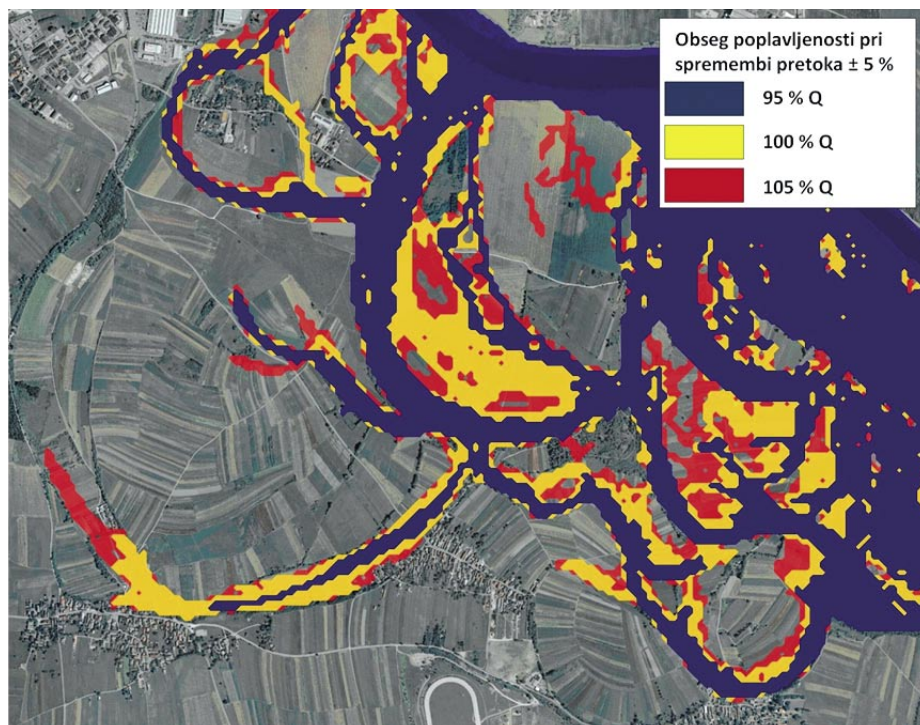 Obseg poplavljenosti pri
spremembi pretoka ± 5 %
95 % Q
100 % Q
105 % Q